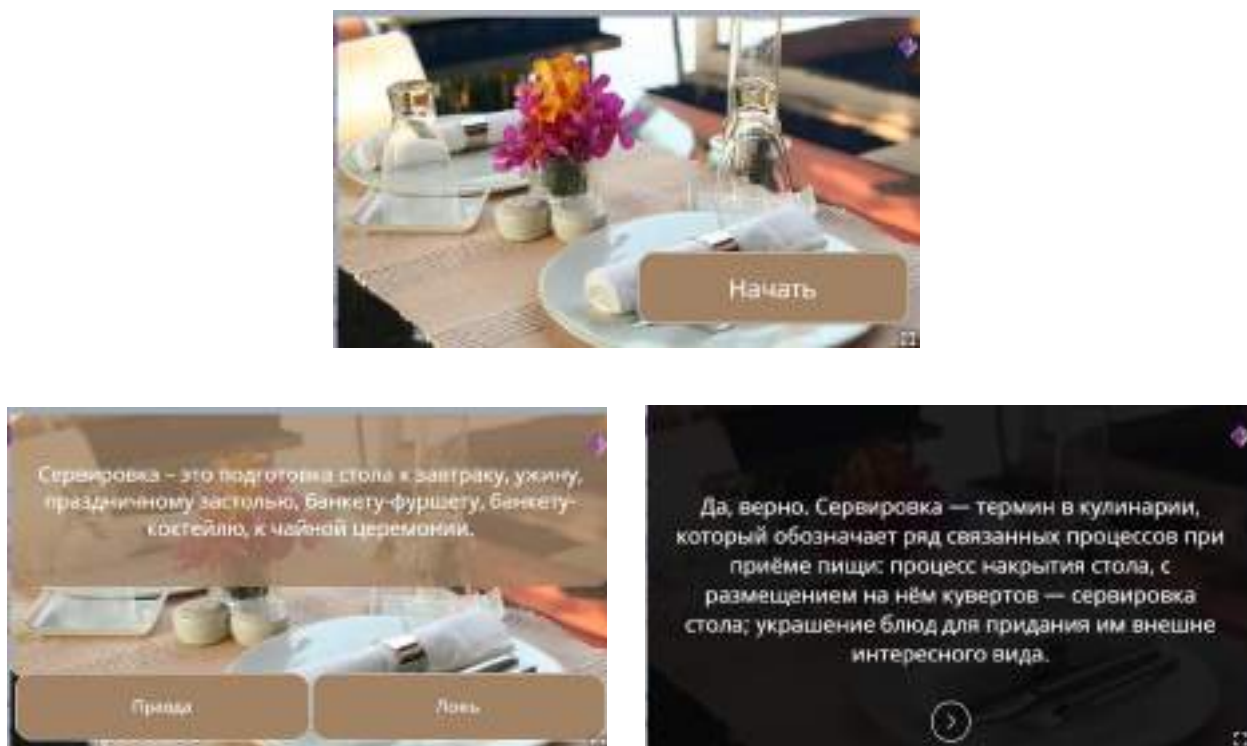 Начать
Сервировка – это подготовка стола к завтраку, ужину,
праздничному застолью, банкету-фуршету, банкету-
коктейлю, к чайной церемонии.
Правда
Ложь
Да, верно. Сервировка — термин в кулинарии,
который обозначает ряд связанных процессов при
приёме пищи: процесс накрытия стола, с
размещением на нём кувертов — сервировка
стола; украшение блюд для придания им внешне
интересного вида.